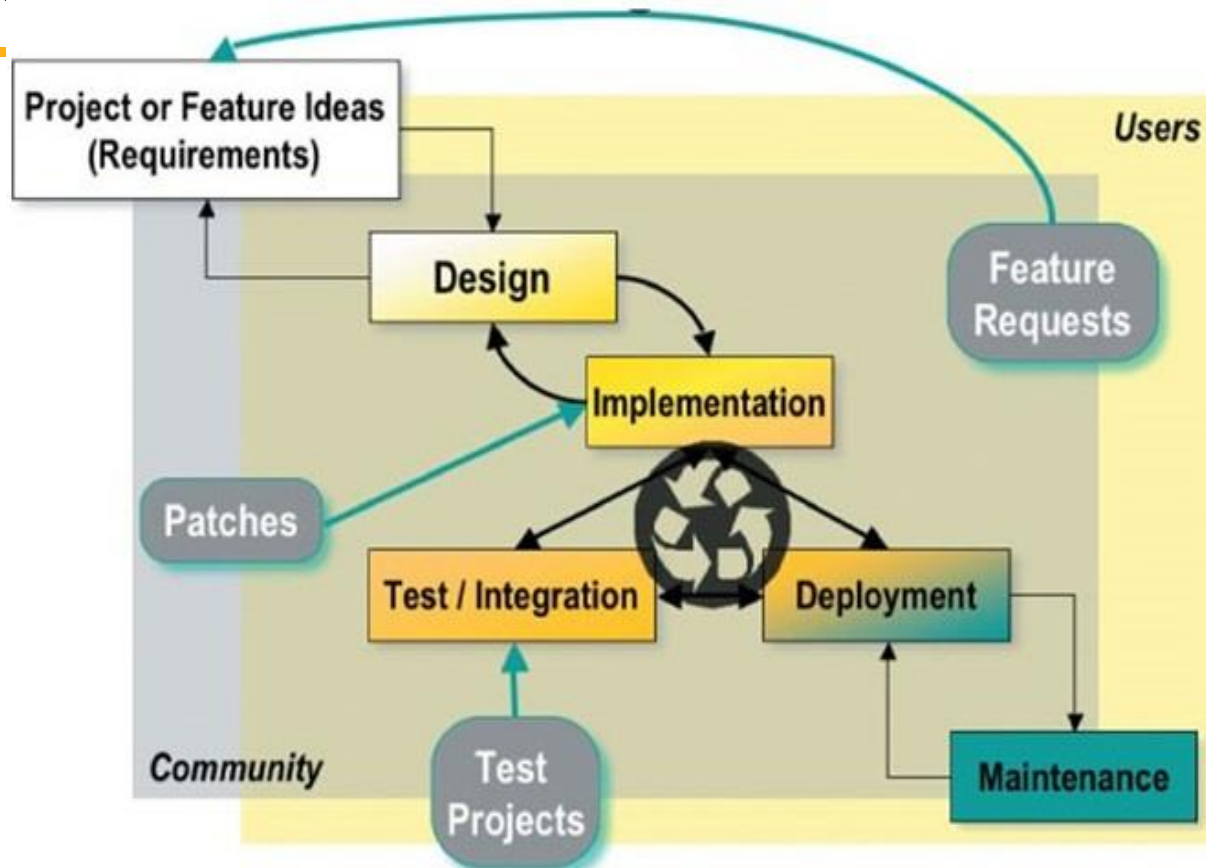 Project or Feature Ideas
(Requirements)
Users
Design
Feature
Requests
Implementation
Patches
Test / Integration
Deployment
Community
Test
Projects
Maintenance